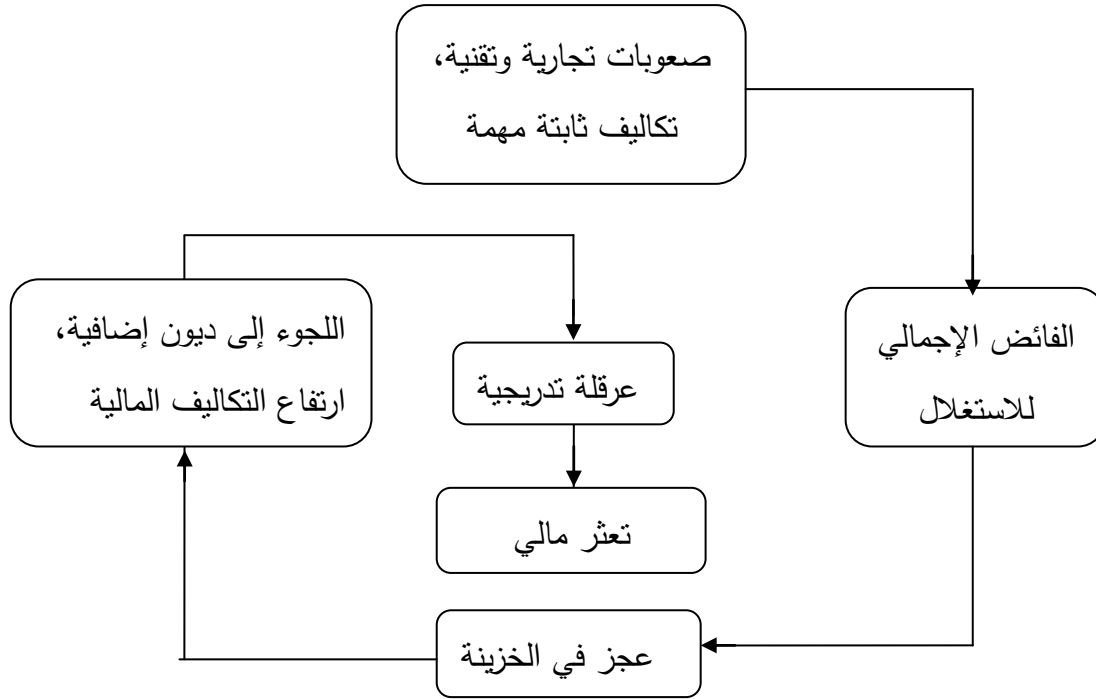 صعوبات تجارية وتقنية،
تكاليف ثابتة مهمة
الفائض الإجمالي
للاستغلال
اللجوء إلى ديون إضافية،
ارتفاع التكاليف المالية
عرقلة تدريجية
تعثر مالي
عجز في الخزينة